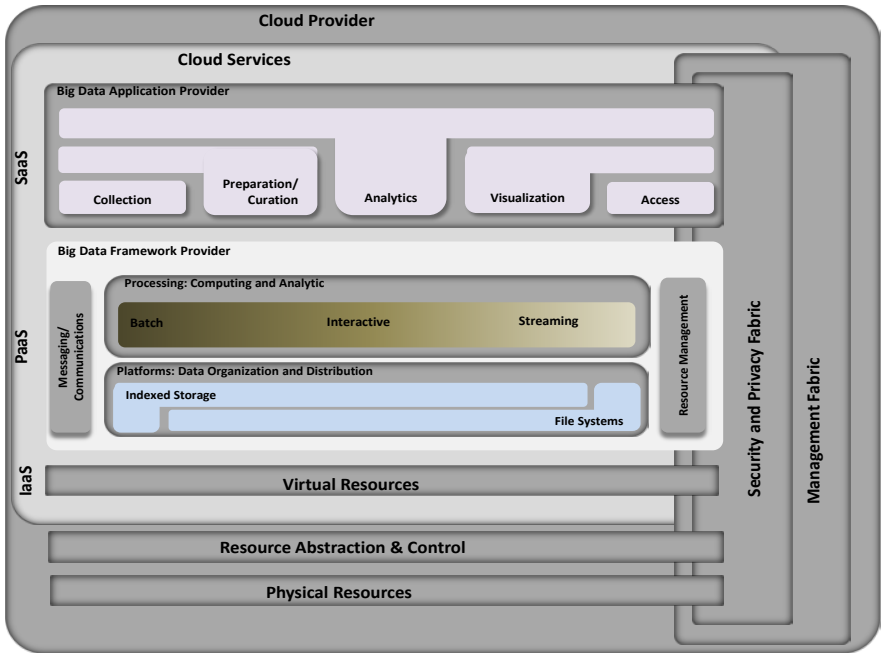 Cloud Provider
Cloud Services
Big Data Application Provider
SaaS
Collection
Preparation/
Curation
Analytics
Visualization
Access
Big Data Framework Provider
PaaS
Messaging/
Communications
Processing: Computing and Analytic
Batch
Interactive
Streaming
Platforms: Data Organization and Distribution
Indexed Storage
File Systems
Resource Management
Security and Privacy Fabric
Management Fabric
IaaS
Virtual Resources
Resource Abstraction & Control
Physical Resources